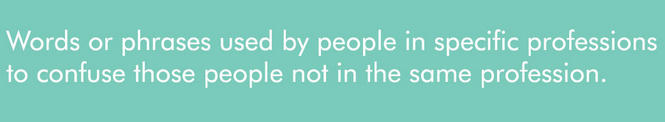 Words or phrases used by people in specific professions
to confuse those people not in the same profession.